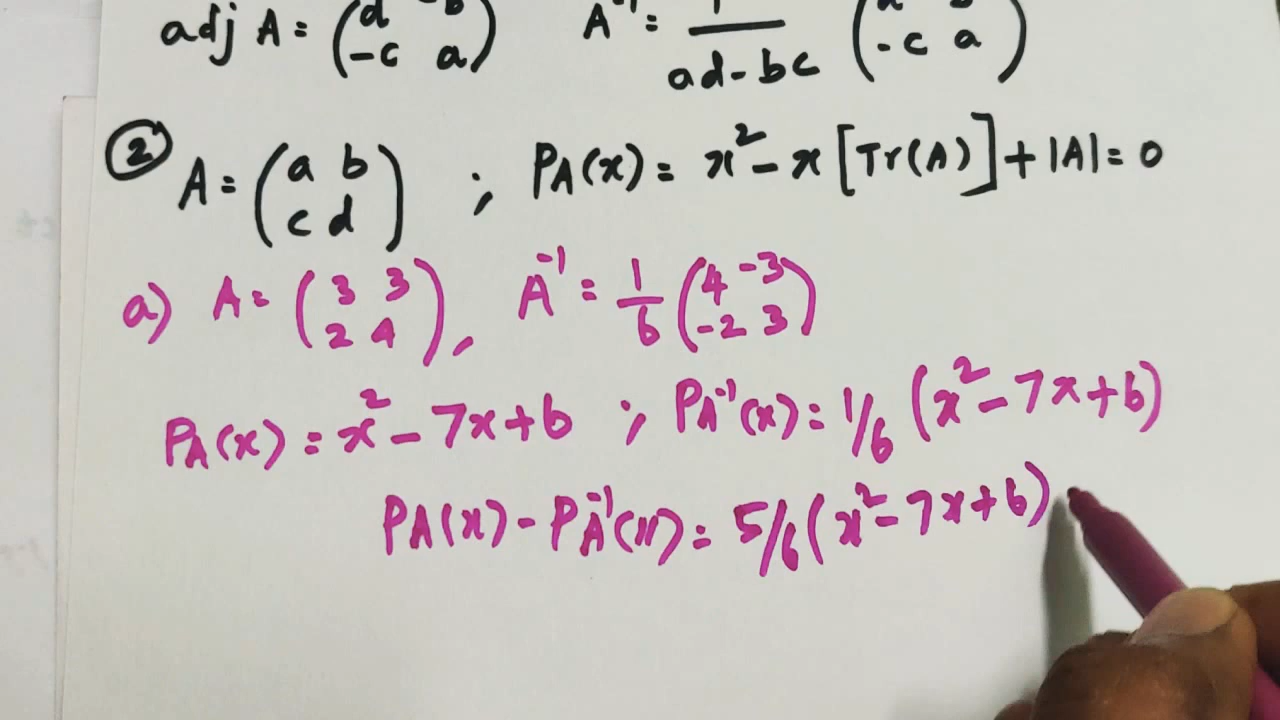 adj A = (d -b -c a) A⁻¹ = 1/ad-bc (d -b -c a)
② A = (a b c d) ; PA(x) = x² - x [Tr(A)] + |A| = 0
a) A = (3 3 2 4), A⁻¹ = 1/6 (4 -3 -2 3)
PA(x) = x² - 7x + 6 ; PA⁻¹(x) = 1/6 (x² - 7x + 6)
PA(x) - PA⁻¹(x) = 5/6 (x² - 7x + 6)